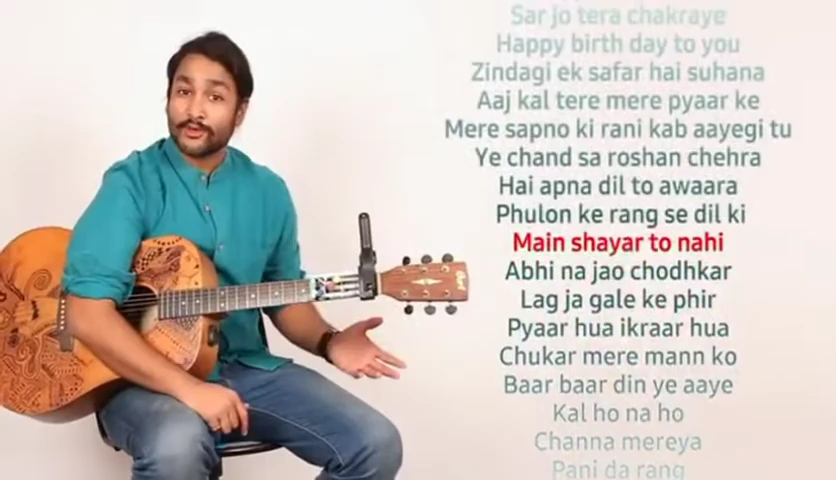 Sar jo tera chakraye
Happy birth day to you
Zindagi ek safar hai suhana
Aaj kal tere mere pyaar ke
Mere sapno ki rani kab aayegi tu
Ye chand sa roshan chehra
Hai apna dil to awaara
Phulon ke rang se dil ki
Main shayar to nahi
Abhi na jao chodhkar
Lag ja gale ke phir
Pyaar hua ikraar hua
Chukar mere mann ko
Baar baar din ye aaye
Kal ho na ho
Channa mereya
Pani da rang